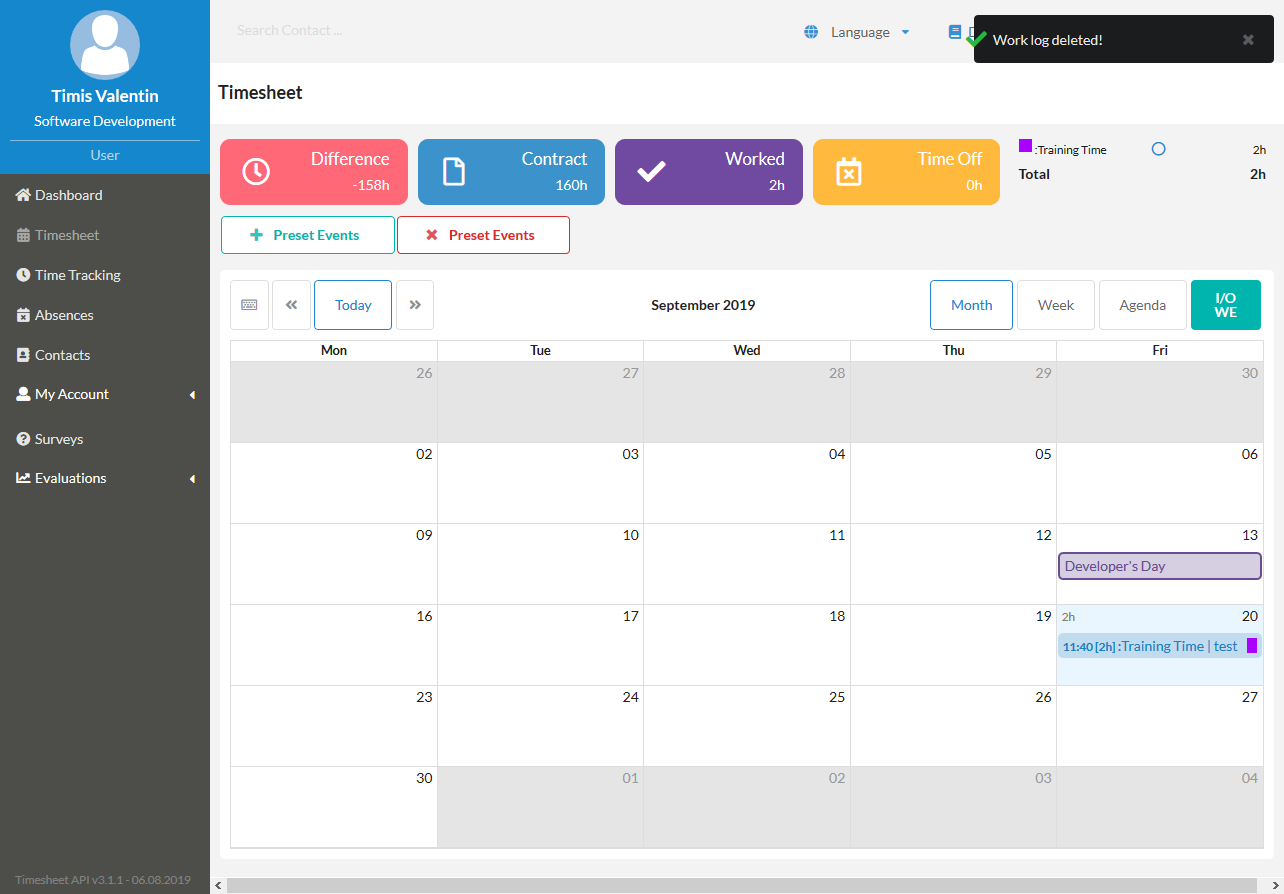 Timis Valentin
Software Development
User
Dashboard
Timesheet
Time Tracking
Absences
Contacts
My Account
Surveys
Evaluations
Timesheet API v3.1.1 - 06.08.2019
Search Contact ...
Language
Work log deleted!
Timesheet
Difference
-158h
Contract
160h
Worked
2h
Time Off
0h
:Training Time 2h
Total 2h
Preset Events
Preset Events
Today
September 2019
Month
Week
Agenda
I/O
WE
Mon Tue Wed Thu Fri
26 27 28 29 30
02 03 04 05 06
09 10 11 12 13
Developer's Day
16 17 18 19 2h 20
11:40 [2h] :Training Time | test
23 24 25 26 27
30 01 02 03 04